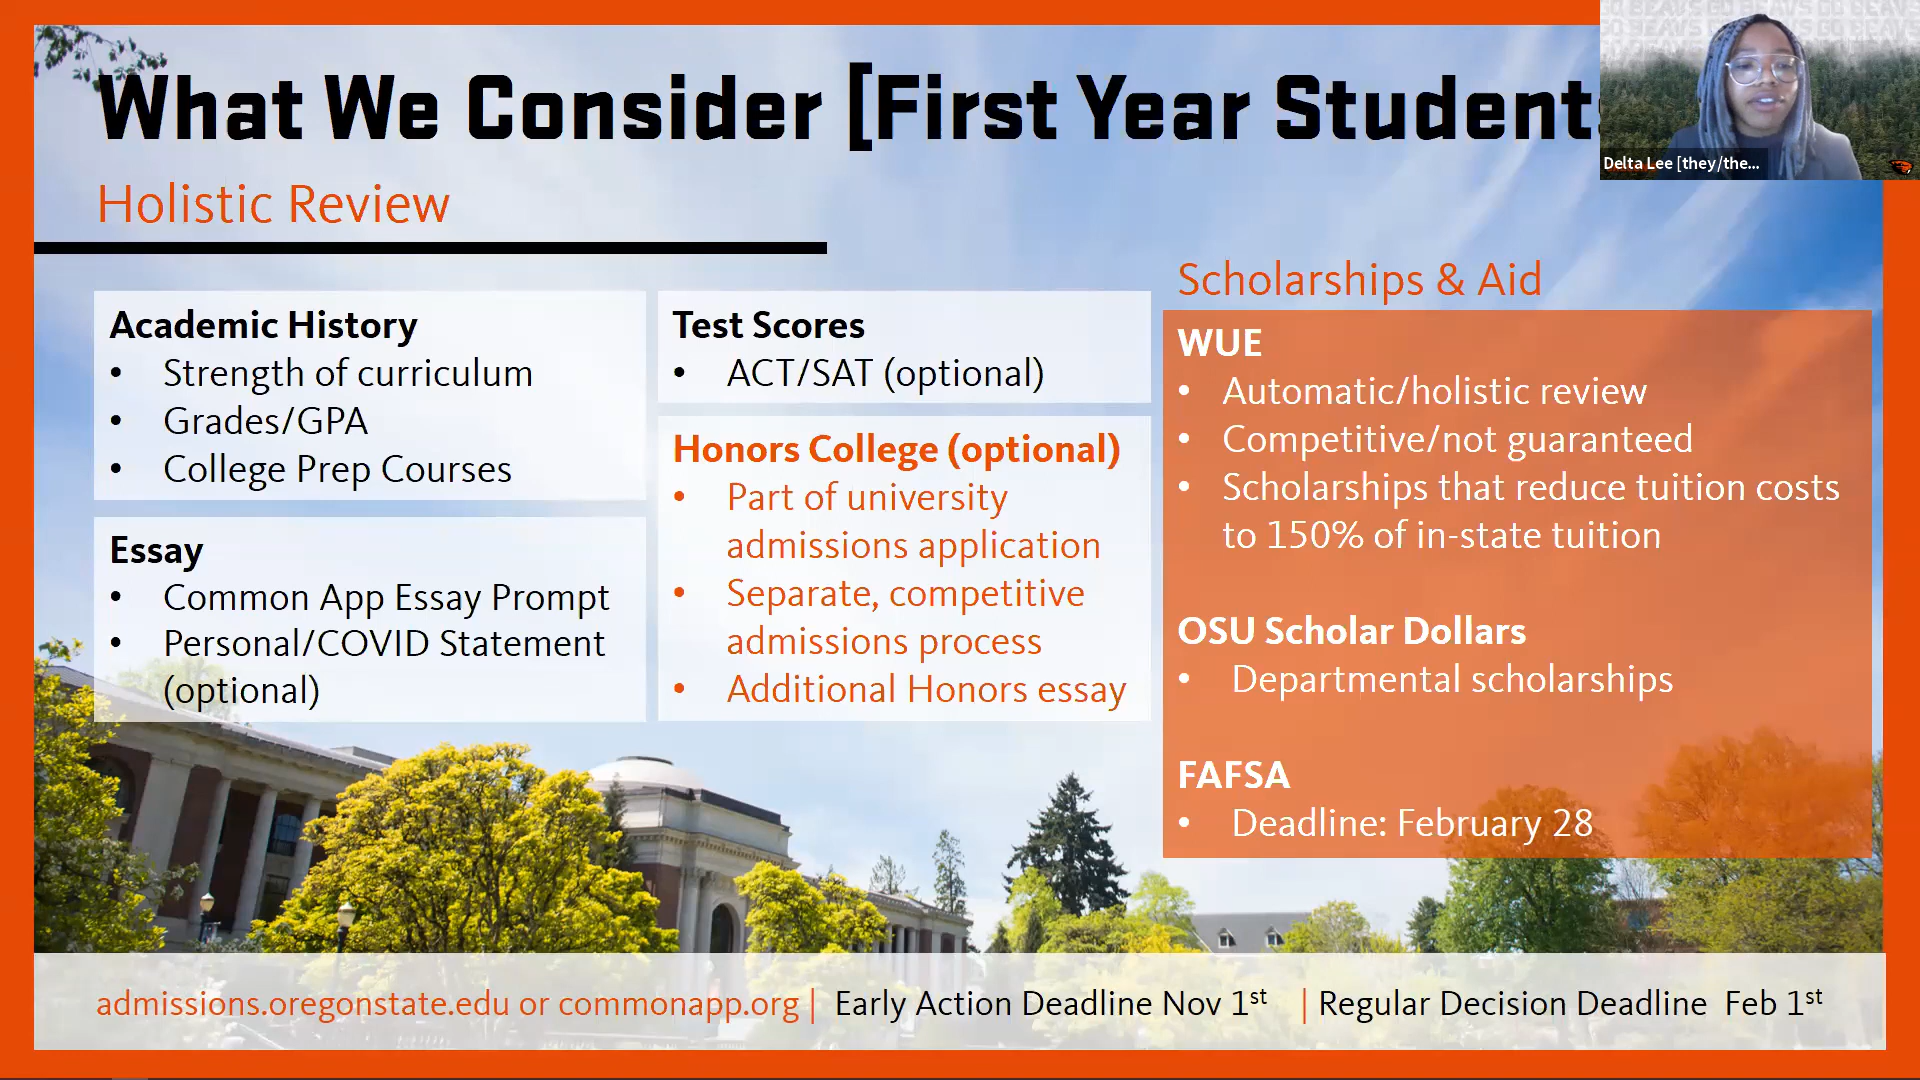 What We Consider [First Year Students
Delta Lee [they/the...
Holistic Review
Academic History
• Strength of curriculum
• Grades/GPA
• College Prep Courses
Essay
• Common App Essay Prompt
• Personal/COVID Statement
(optional)
Test Scores
• ACT/SAT (optional)
Honors College (optional)
• Part of university
admissions application
• Separate, competitive
admissions process
• Additional Honors essay
Scholarships & Aid
WUE
• Automatic/holistic review
• Competitive/not guaranteed
• Scholarships that reduce tuition costs
to 150% of in-state tuition
OSU Scholar Dollars
• Departmental scholarships
FAFSA
• Deadline: February 28
admissions.oregonstate.edu or commonapp.org | Early Action Deadline Nov 1st | Regular Decision Deadline Feb 1st